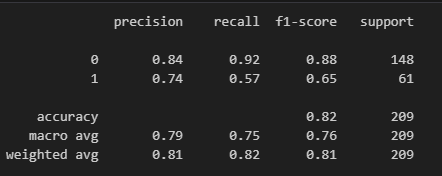 precision recall f1-score support
0 0.84 0.92 0.88 148
1 0.74 0.57 0.65 61
accuracy 0.82 209
macro avg 0.79 0.75 0.76 209
weighted avg 0.81 0.82 0.81 209